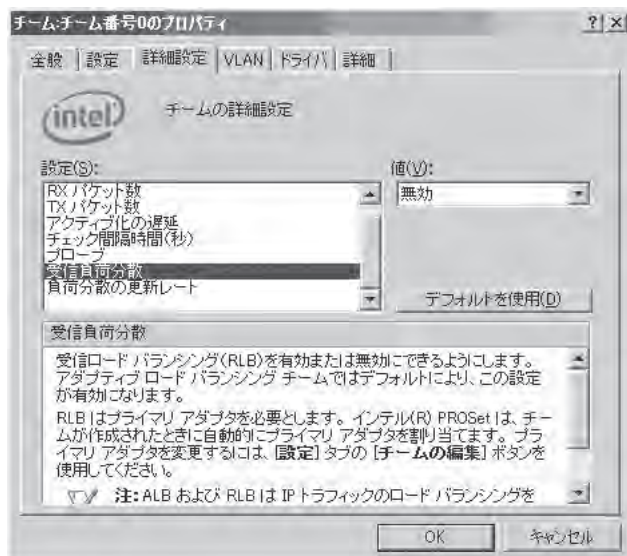 チーム:チーム番号0のプロパティ
? ×
全般 設定 詳細設定 VLAN ドライバ 詳細
intel
チームの詳細設定
設定(S):
値(V):
RX パケット数
TX パケット数
アクティブ化の遅延
チェック間隔時間(秒)
プローブ
受信負荷分散
負荷分散の更新レート
無効
デフォルトを使用(D)
受信負荷分散
受信ロード バランシング(RLB)を有効または無効にできるようにします。
アダプティブ ロード バランシング チームではデフォルトにより、この設定
が有効になります。
RLB はプライマリ アダプタを必要とします。インテル(R) PROSet は、チー
ムが作成されたときに自動的にプライマリ アダプタを割り当てます。プラ
イマリ アダプタを変更するには、[設定] タブの [チームの編集] ボタンを
使用してください。
注: ALB および RLB は IP トラフィックのロード バランシングを
OK
キャンセル